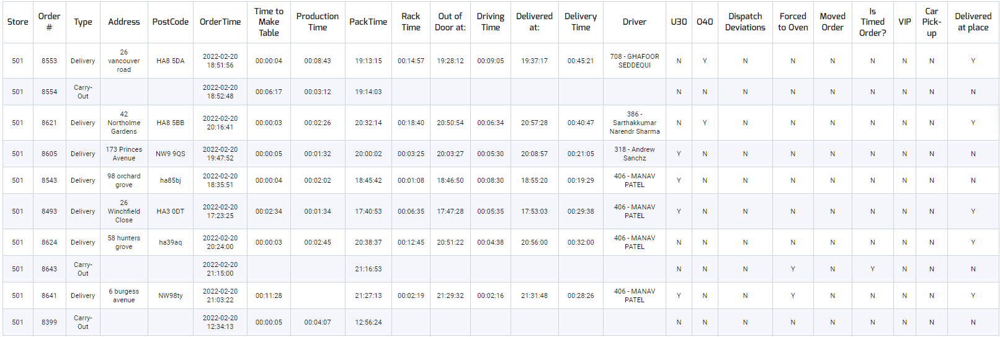 Store Order # Type Address PostCode OrderTime Time to Make Table Production Time PackTime Rack Time Out of Door at: Driving Time Delivered at: Delivery Time Driver U30 O40 Dispatch Deviations Forced to Oven Moved Order Is Timed Order? VIP Car Pick-up Delivered at place
501 8553 Delivery 26 vancouver road HA8 5DA 2022-02-20 18:51:56 00:00:04 00:08:43 19:13:15 00:14:57 19:28:12 00:09:05 19:37:17 00:45:21 708 - GHAFOOR SEDDEQUI N Y N N N N N N Y
501 8554 Carry-Out 2022-02-20 18:52:48 00:06:17 00:03:12 19:14:03 N N N N N N N N N
501 8621 Delivery 42 Northolme Gardens HA8 5BB 2022-02-20 20:16:41 00:00:03 00:02:26 20:32:14 00:18:40 20:50:54 00:06:34 20:57:28 00:40:47 386 - Sarthakkumar Narendr Sharma N Y N N N N N N Y
501 8605 Delivery 173 Princes Avenue NW9 9QS 2022-02-20 19:47:52 00:00:05 00:01:32 20:00:02 00:03:25 20:03:27 00:05:30 20:08:57 00:21:05 318 - Andrew Sanchz Y N N N N N N N N
501 8543 Delivery 98 orchard grove ha85bj 2022-02-20 18:35:51 00:00:04 00:02:02 18:45:42 00:01:08 18:46:50 00:08:30 18:55:20 00:19:29 406 - MANAV PATEL Y N N N N N N N N
501 8493 Delivery 26 Winchfield Close HA3 0DT 2022-02-20 17:23:25 00:02:34 00:01:34 17:40:53 00:06:35 17:47:28 00:05:35 17:53:03 00:29:38 406 - MANAV PATEL Y N N N N N N N Y
501 8624 Delivery 58 hunters grove ha39aq 2022-02-20 20:24:00 00:00:03 00:02:45 20:38:37 00:12:45 20:51:22 00:04:38 20:56:00 00:32:00 406 - MANAV PATEL N N N N N N N N Y
501 8643 Carry-Out 2022-02-20 21:15:00 21:16:53 N N N Y N Y N N N
501 8641 Delivery 6 burgess avenue NW98ty 2022-02-20 21:03:22 00:11:28 21:27:13 00:02:19 21:29:32 00:02:16 21:31:48 00:28:26 406 - MANAV PATEL Y N N Y N N N N Y
501 8399 Carry-Out 2022-02-20 12:34:13 00:00:05 00:04:07 12:56:24 N N N N N N N N N